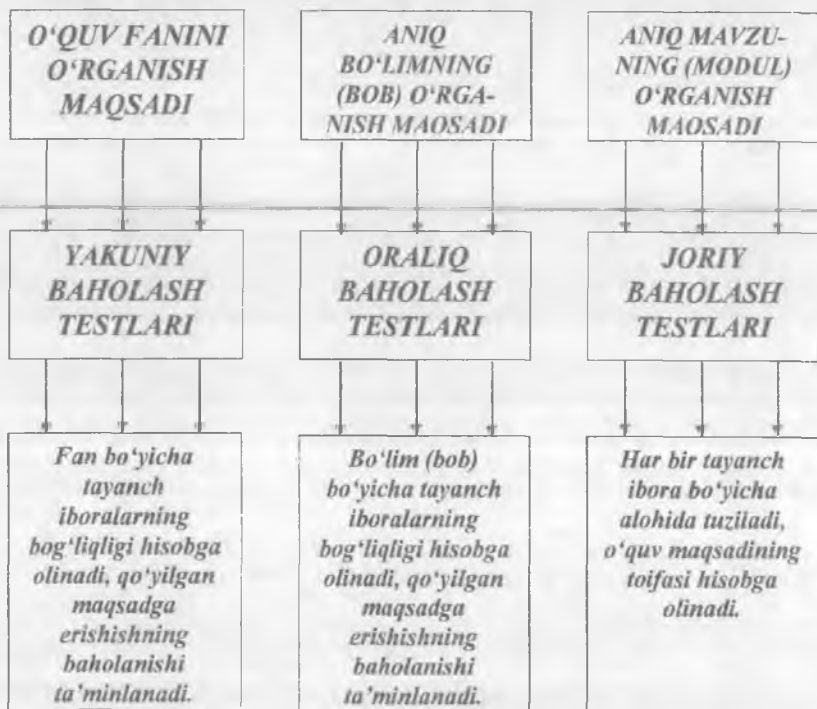 O‘QUV FANINI
O‘RGANISH
MAQSADI
ANIQ
BO‘LIMNING
(BOB) O‘RGA-
NISH MAOSADI
ANIQ MAVZU-
NING (MODUL)
O‘RGANISH
MAOSADI
YAKUNIY
BAHOLASH
TESTLARI
ORALIQ
BAHOLASH
TESTLARI
JORIY
BAHOLASH
TESTLARI
Fan bo‘yicha
tayanch
iboralarning
bog‘liqligi hisobga
olinadi, qo‘yilgan
maqsadga
erishishning
baholanishi
ta’minlanadi.
Bo‘lim (bob)
bo‘yicha tayanch
iboralarning
bog‘liqligi hisobga
olinadi, qo‘yilgan
maqsadga
erishishning
baholanishi
ta’minlanadi.
Har bir tayanch
ibora bo‘yicha
alohida tuziladi,
o‘quv maqsadining
toifasi hisobga
olinadi.